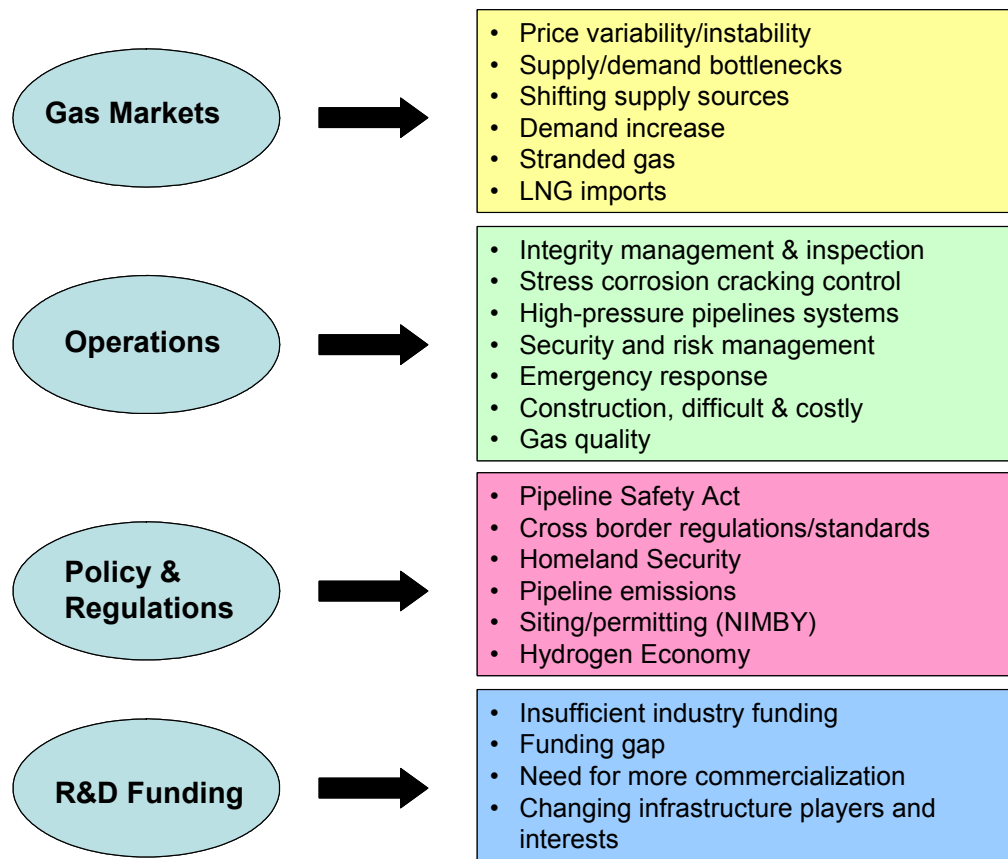 Gas Markets
• Price variability/instability
• Supply/demand bottlenecks
• Shifting supply sources
• Demand increase
• Stranded gas
• LNG imports
Operations
• Integrity management & inspection
• Stress corrosion cracking control
• High-pressure pipelines systems
• Security and risk management
• Emergency response
• Construction, difficult & costly
• Gas quality
Policy &
Regulations
• Pipeline Safety Act
• Cross border regulations/standards
• Homeland Security
• Pipeline emissions
• Siting/permitting (NIMBY)
• Hydrogen Economy
R&D Funding
• Insufficient industry funding
• Funding gap
• Need for more commercialization
• Changing infrastructure players and
interests